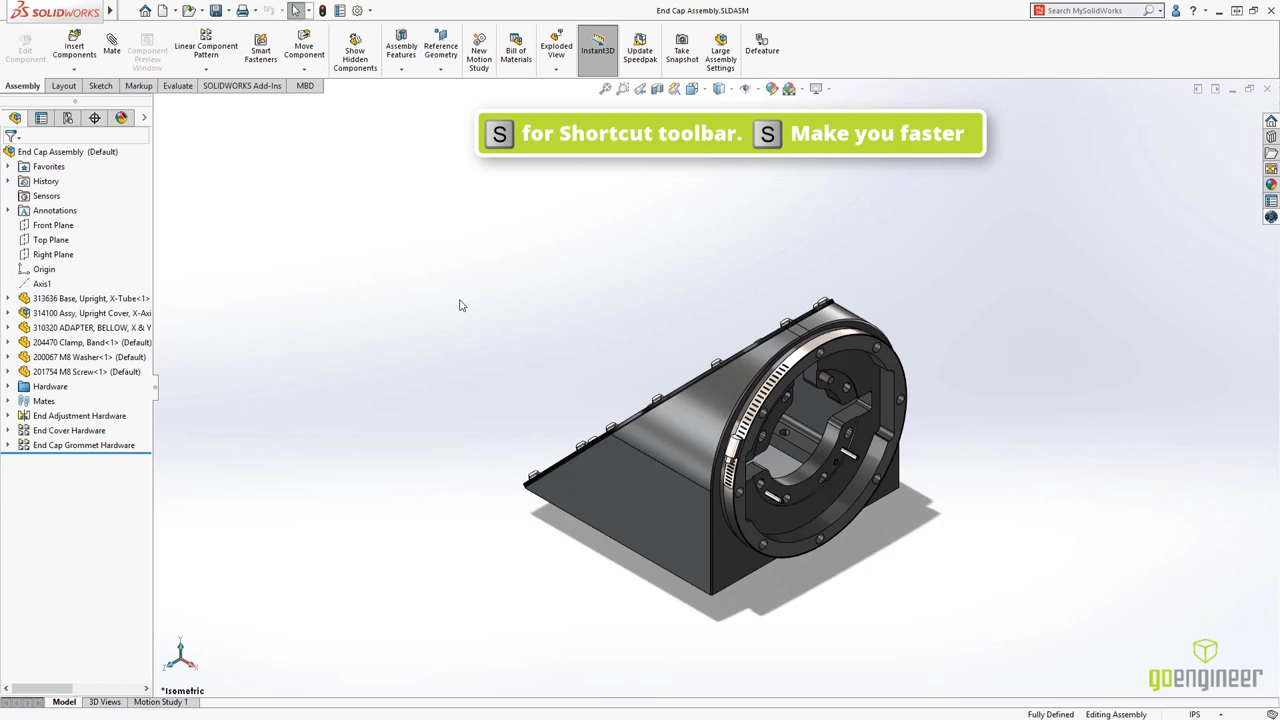 SOLIDWORKS
End Cap Assembly.SLDASM
Search MySolidWorks
Edit Component
Insert Components
Mate
Component Preview Window
Linear Component Pattern
Smart Fasteners
Move Component
Show Hidden Components
Assembly Features
Reference Geometry
New Motion Study
Bill of Materials
Exploded View
Instant3D
Update Speedpak
Take Snapshot
Large Assembly Settings
Defeature
Assembly Layout Sketch Markup Evaluate SOLIDWORKS Add-Ins MBD
S for Shortcut toolbar. S Make you faster
End Cap Assembly (Default)
Favorites
History
Sensors
Annotations
Front Plane
Top Plane
Right Plane
Origin
Axis1
313636 Base, Upright, X-Tube<1>
314100 Assy, Upright Cover, X-Axi
310320 ADAPTER, BELLOW, X & Y
204470 Clamp, Band<1> (Default)
200067 M8 Washer<1> (Default)
201754 M8 Screw<1> (Default)
Hardware
Mates
End Adjustment Hardware
End Cover Hardware
End Cap Grommet Hardware
Y
Z X
*Isometric
goengineer
Model 3D Views Motion Study 1
Fully Defined Editing Assembly IPS